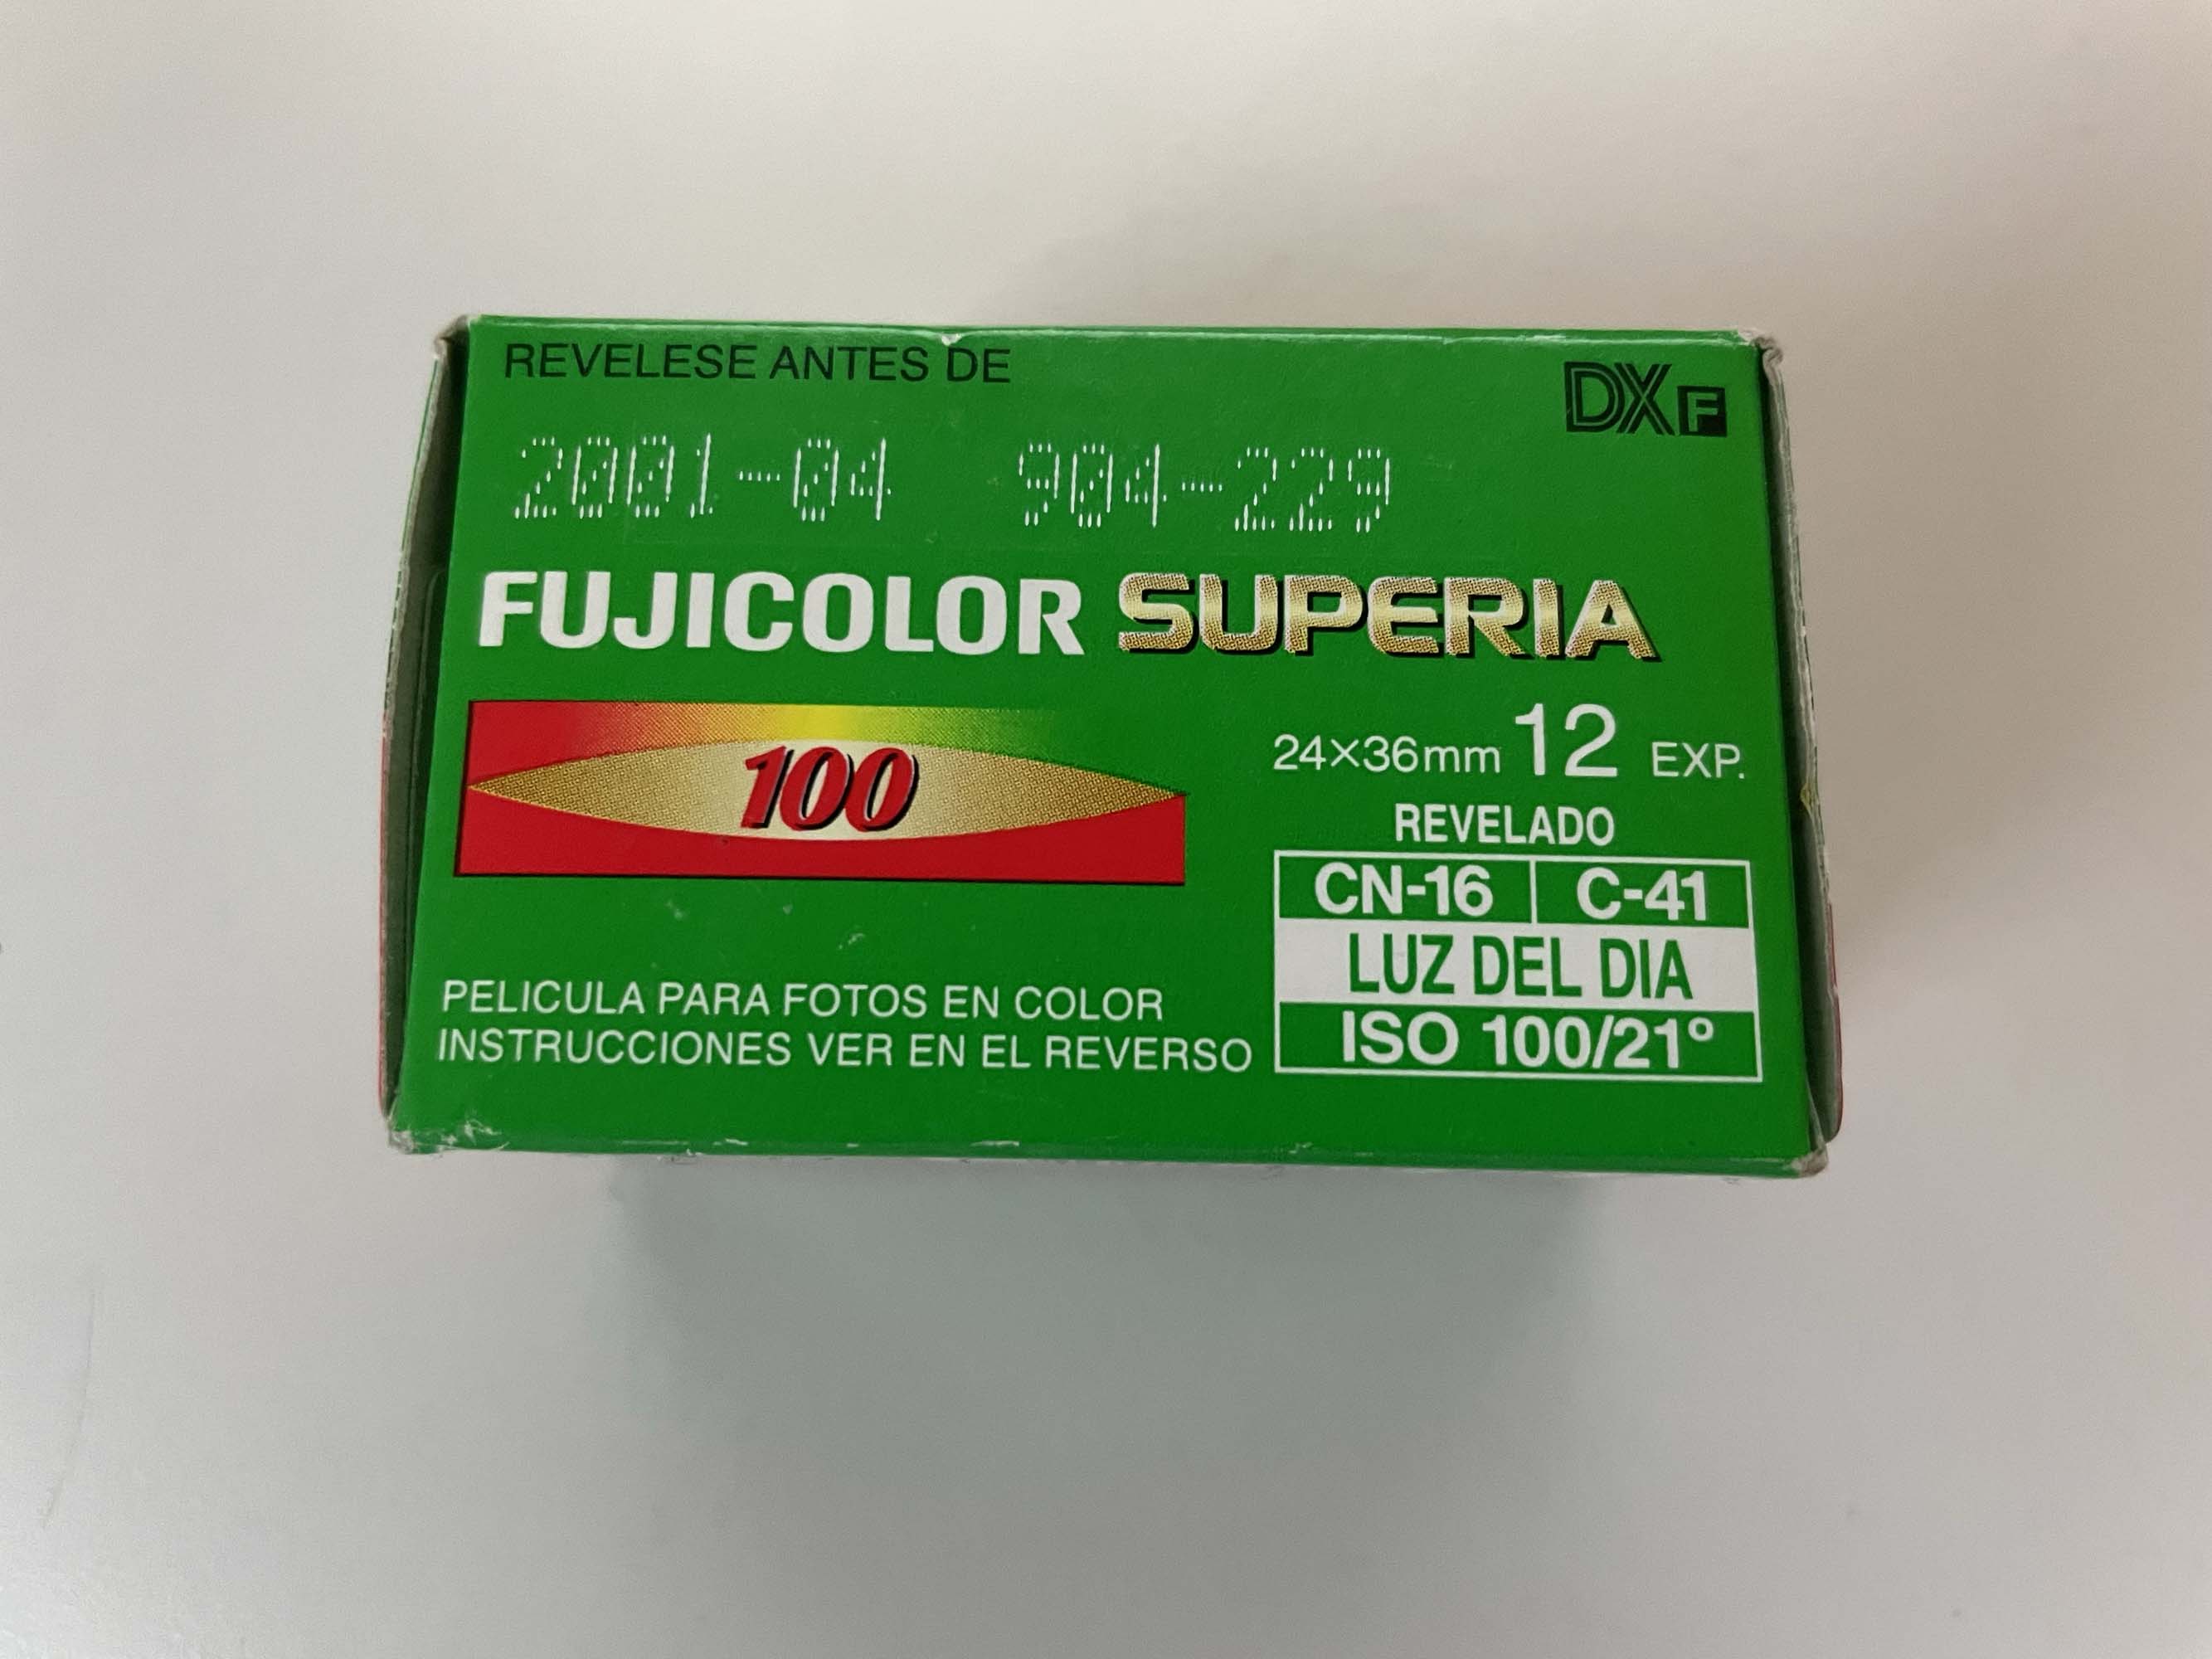 REVELESE ANTES DE
DX F
2001-04 904-229
FUJICOLOR SUPERIA
100
24×36mm 12 EXP.
REVELADO
CN-16 C-41
LUZ DEL DIA
ISO 100/21°
PELICULA PARA FOTOS EN COLOR
INSTRUCCIONES VER EN EL REVERSO